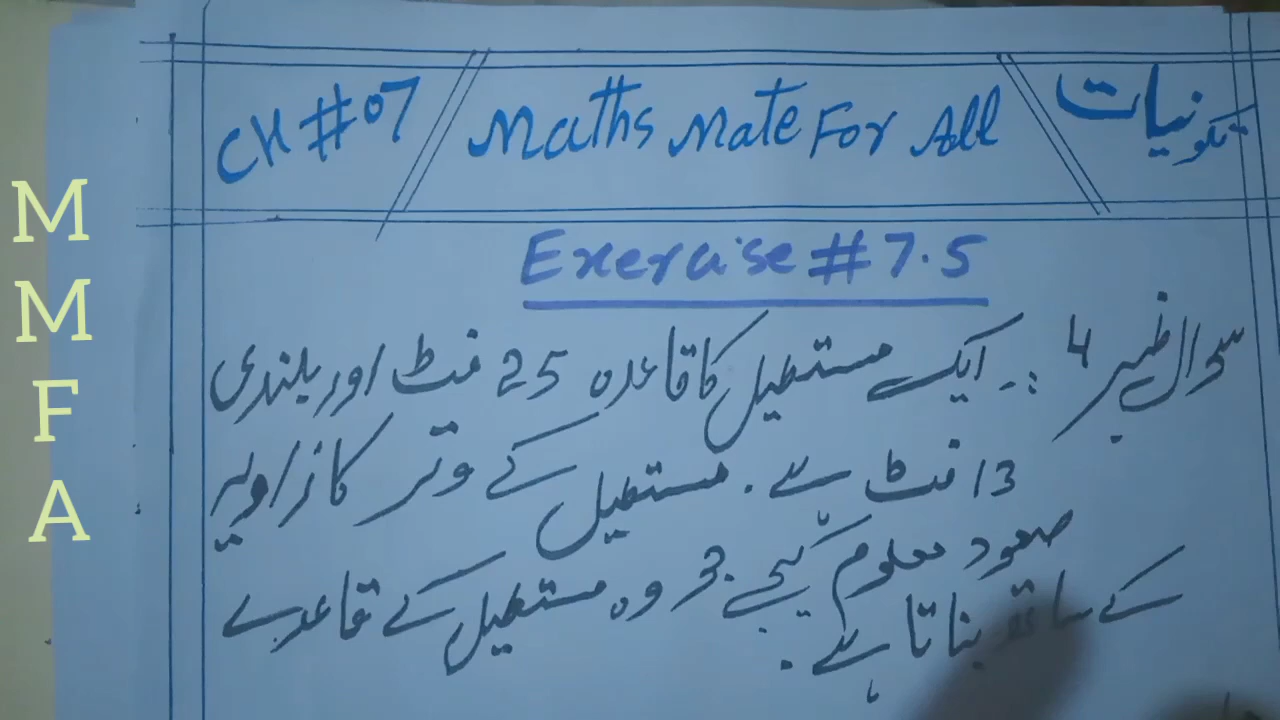 CH #07
Maths Mate For All
تکونیات
Exercise # 7.5
سوال نمبر 4 :۔ ایک مستطیل کا قاعدہ 25 فٹ اور بلندی
13 فٹ ہے. مستطیل کے وتر کا زاویہ
صعود معلوم کیجیے جو وہ مستطیل کے قاعدے
کے ساتھ بناتا ہے.
M
M
F
A